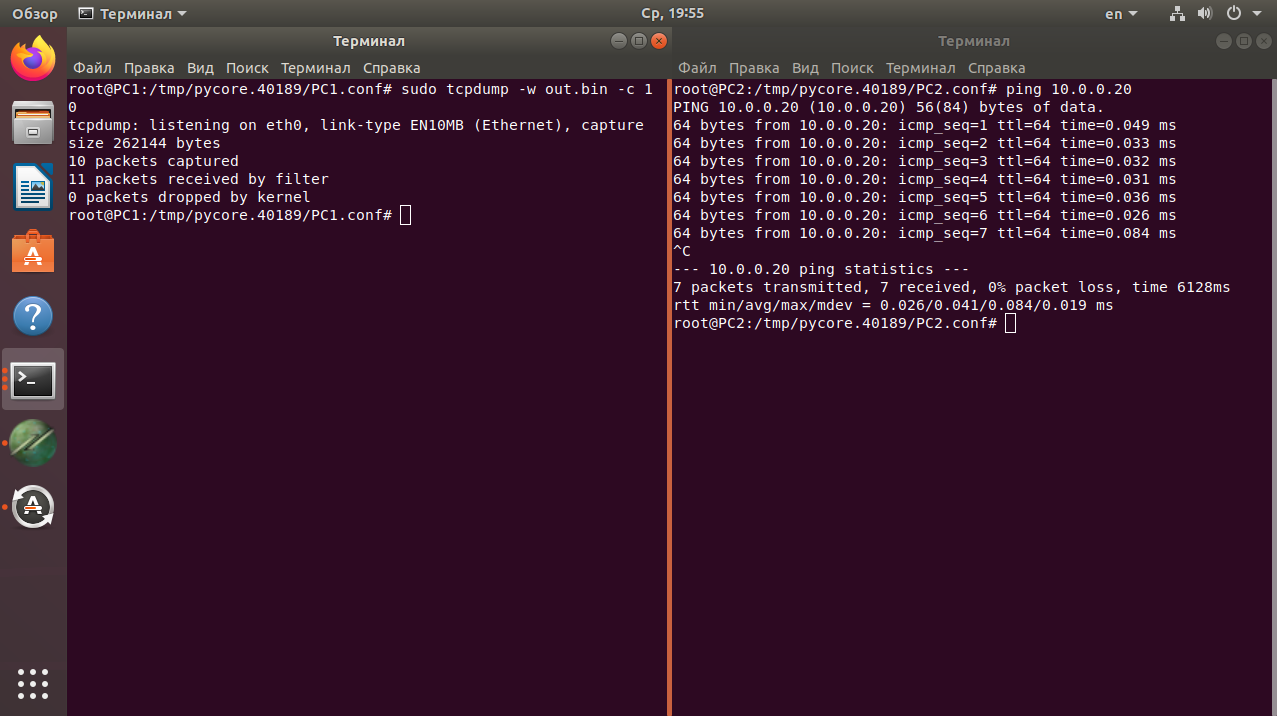 Обзор Терминал Ср, 19:55 en
Терминал
Файл Правка Вид Поиск Терминал Справка
root@PC1:/tmp/pycore.40189/PC1.conf# sudo tcpdump -w out.bin -c 1
0
tcpdump: listening on eth0, link-type EN10MB (Ethernet), capture
size 262144 bytes
10 packets captured
11 packets received by filter
0 packets dropped by kernel
root@PC1:/tmp/pycore.40189/PC1.conf#
Терминал
Файл Правка Вид Поиск Терминал Справка
root@PC2:/tmp/pycore.40189/PC2.conf# ping 10.0.0.20
PING 10.0.0.20 (10.0.0.20) 56(84) bytes of data.
64 bytes from 10.0.0.20: icmp_seq=1 ttl=64 time=0.049 ms
64 bytes from 10.0.0.20: icmp_seq=2 ttl=64 time=0.033 ms
64 bytes from 10.0.0.20: icmp_seq=3 ttl=64 time=0.032 ms
64 bytes from 10.0.0.20: icmp_seq=4 ttl=64 time=0.031 ms
64 bytes from 10.0.0.20: icmp_seq=5 ttl=64 time=0.036 ms
64 bytes from 10.0.0.20: icmp_seq=6 ttl=64 time=0.026 ms
64 bytes from 10.0.0.20: icmp_seq=7 ttl=64 time=0.084 ms
^C
--- 10.0.0.20 ping statistics ---
7 packets transmitted, 7 received, 0% packet loss, time 6128ms
rtt min/avg/max/mdev = 0.026/0.041/0.084/0.019 ms
root@PC2:/tmp/pycore.40189/PC2.conf#